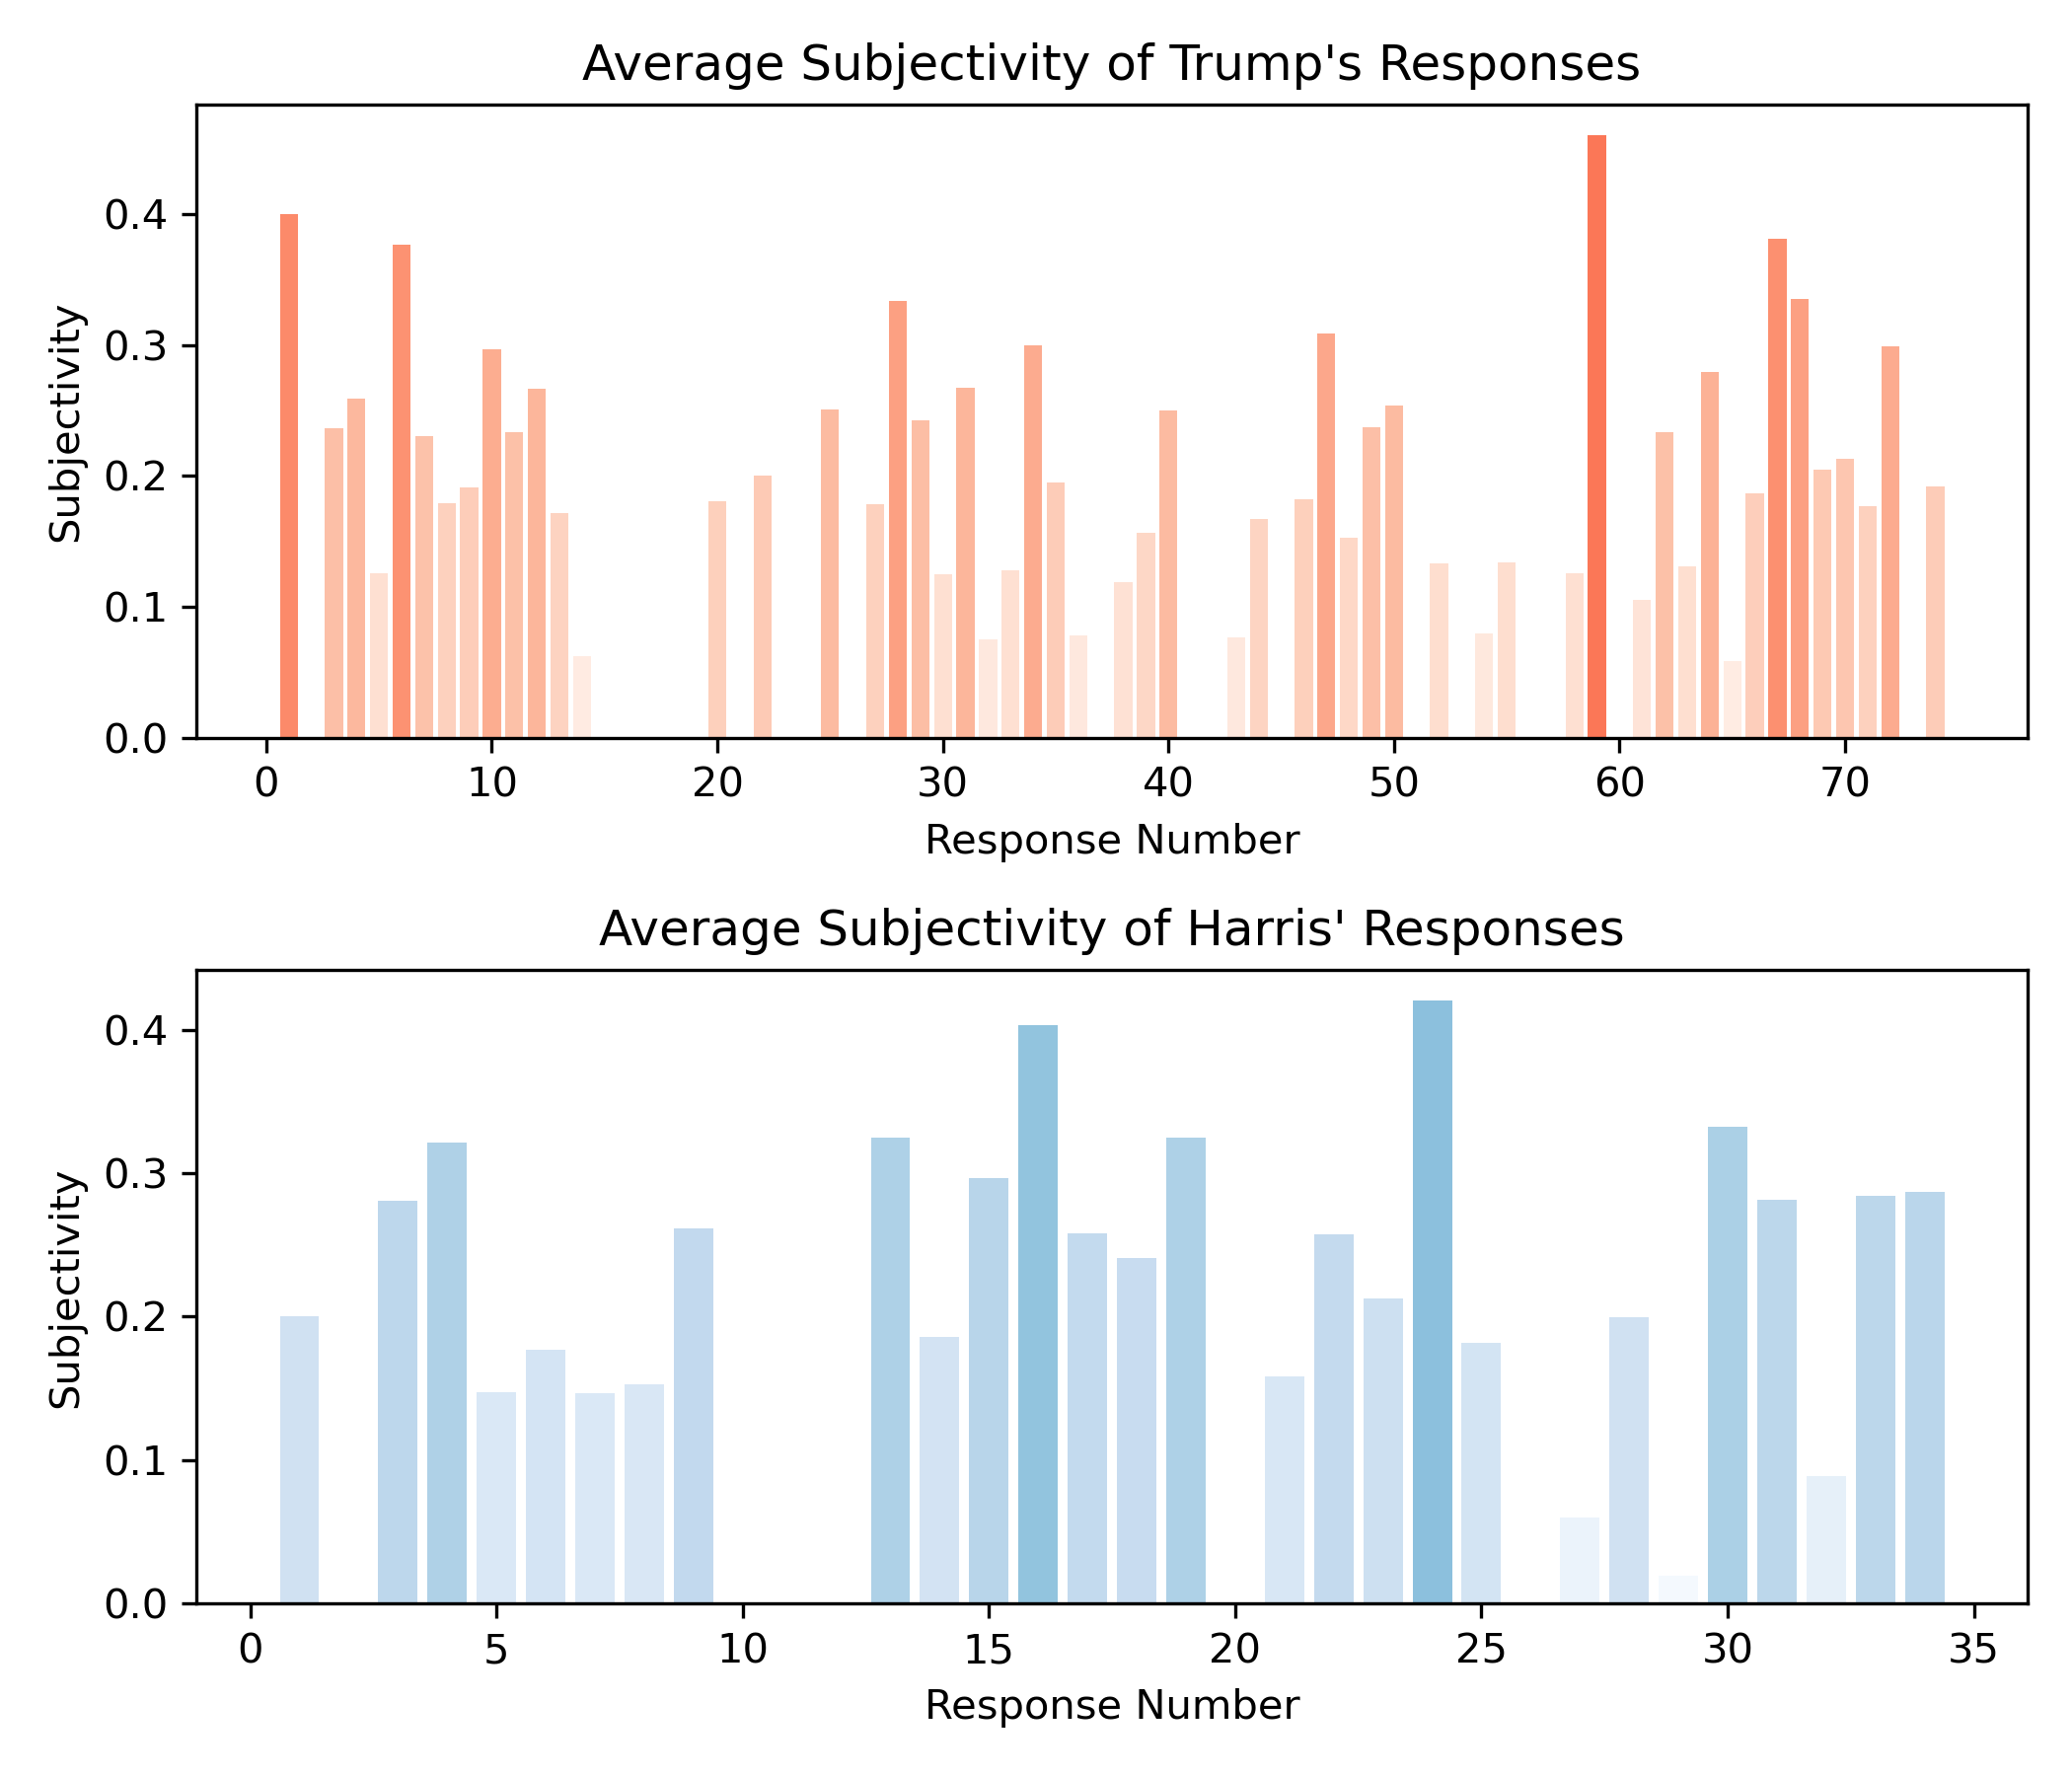 Average Subjectivity of Trump's Responses
Subjectivity
0.4
0.3
0.2
0.1
0.0
0 10 20 30 40 50 60 70
Response Number
Average Subjectivity of Harris' Responses
Subjectivity
0.4
0.3
0.2
0.1
0.0
0 5 10 15 20 25 30 35
Response Number